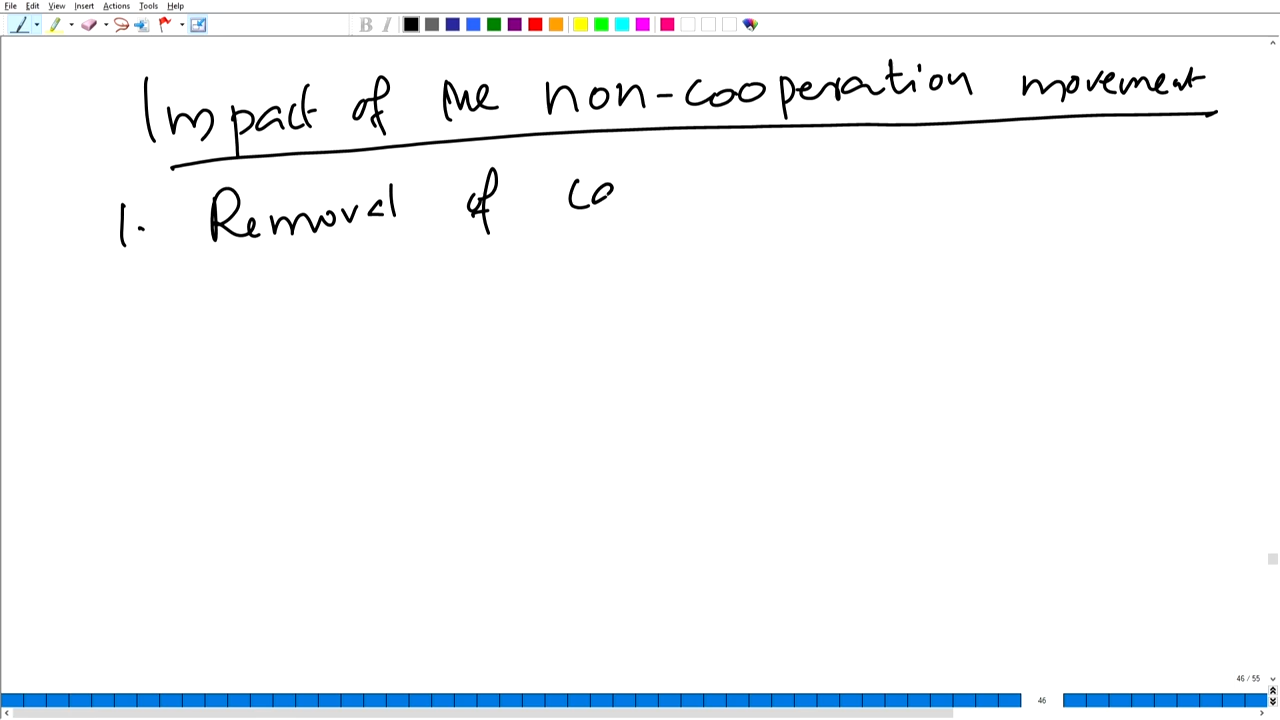 File Edit View Insert Actions Tools Help
B I
Impact of the non-cooperation movement
1. Removal of co
46 / 55
46